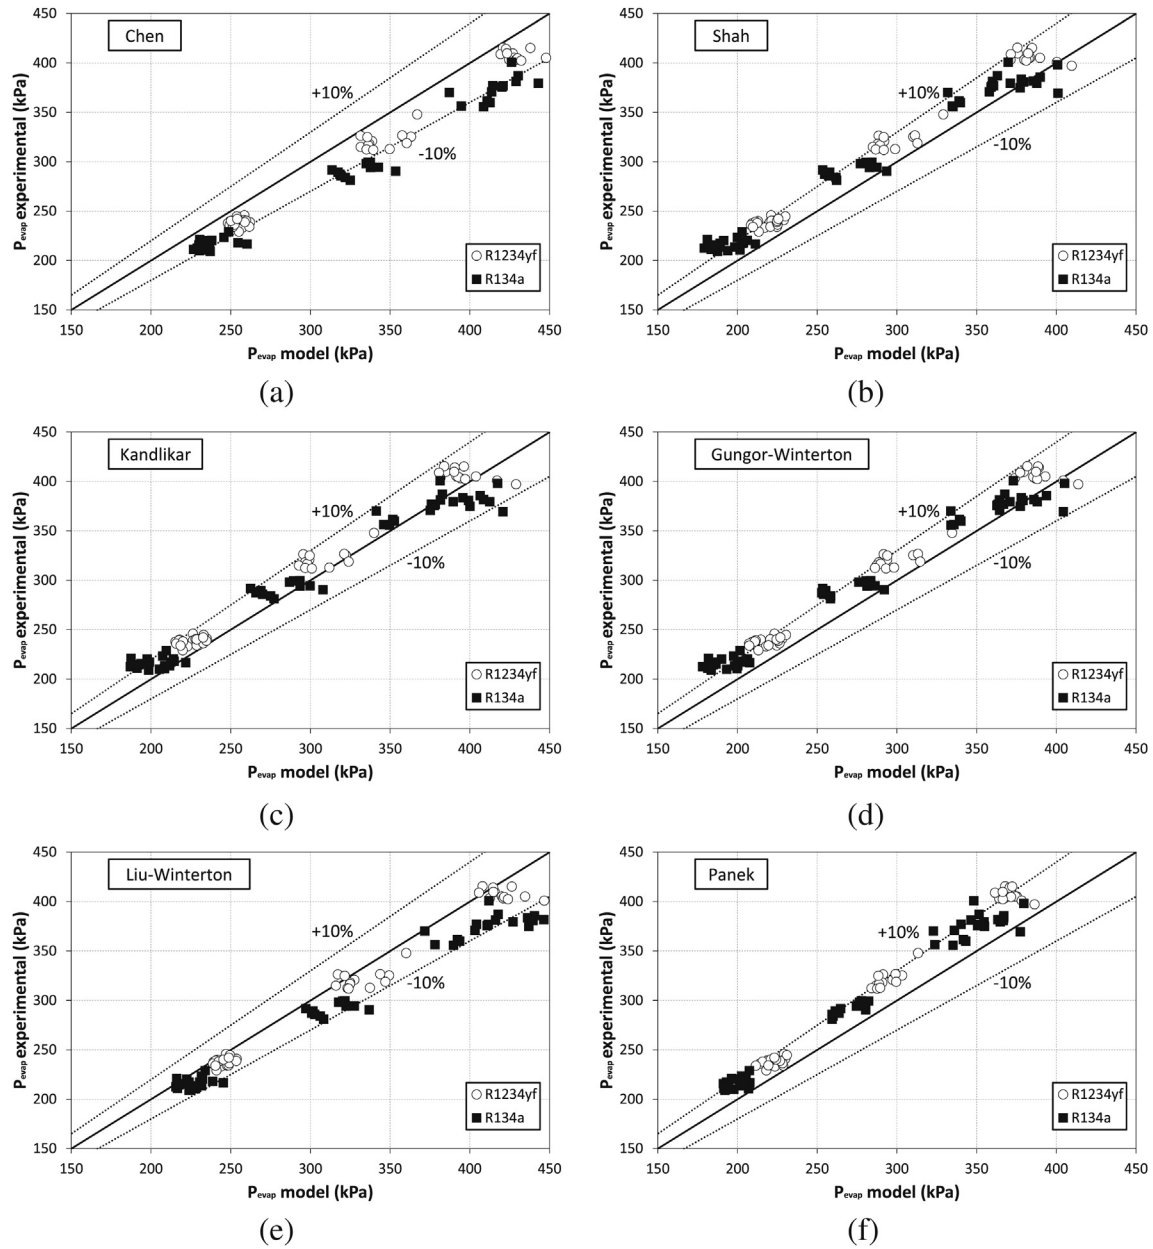 Chen
+10%
-10%
R1234yf
R134a
450
400
350
300
250
200
150
150 200 250 300 350 400 450
Pevap experimental (kPa)
Pevap model (kPa)
(a)
Shah
+10%
-10%
R1234yf
R134a
450
400
350
300
250
200
150
150 200 250 300 350 400 450
Pevap experimental (kPa)
Pevap model (kPa)
(b)
Kandlikar
+10%
-10%
R1234yf
R134a
450
400
350
300
250
200
150
150 200 250 300 350 400 450
Pevap experimental (kPa)
Pevap model (kPa)
(c)
Gungor-Winterton
+10%
-10%
R1234yf
R134a
450
400
350
300
250
200
150
150 200 250 300 350 400 450
Pevap experimental (kPa)
Pevap model (kPa)
(d)
Liu-Winterton
+10%
-10%
R1234yf
R134a
450
400
350
300
250
200
150
150 200 250 300 350 400 450
Pevap experimental (kPa)
Pevap model (kPa)
(e)
Panek
+10%
-10%
R1234yf
R134a
450
400
350
300
250
200
150
150 200 250 300 350 400 450
Pevap experimental (kPa)
Pevap model (kPa)
(f)